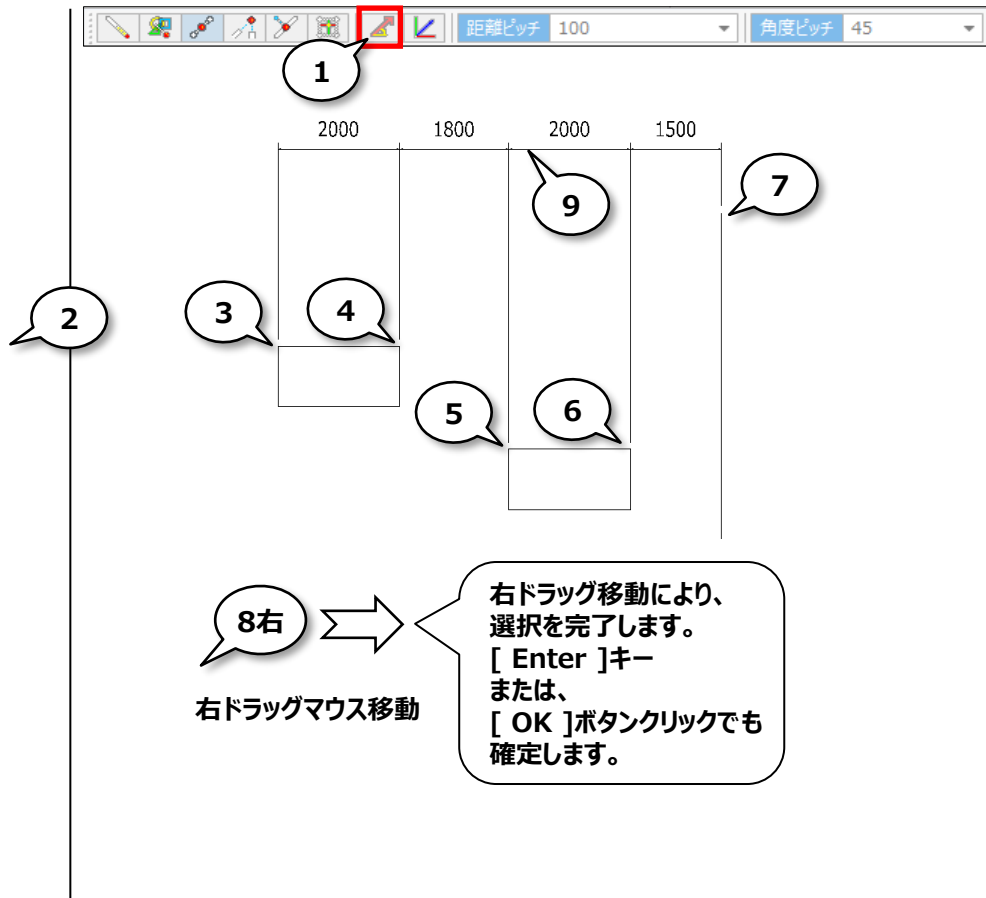 距離ピッチ 100 角度ピッチ 45
1
2000 1800 2000 1500
9
7
2
3
4
5
6
8右
右ドラッグマウス移動
右ドラッグ移動により、
選択を完了します。
[ Enter ]キー
または、
[ OK ]ボタンクリックでも
確定します。